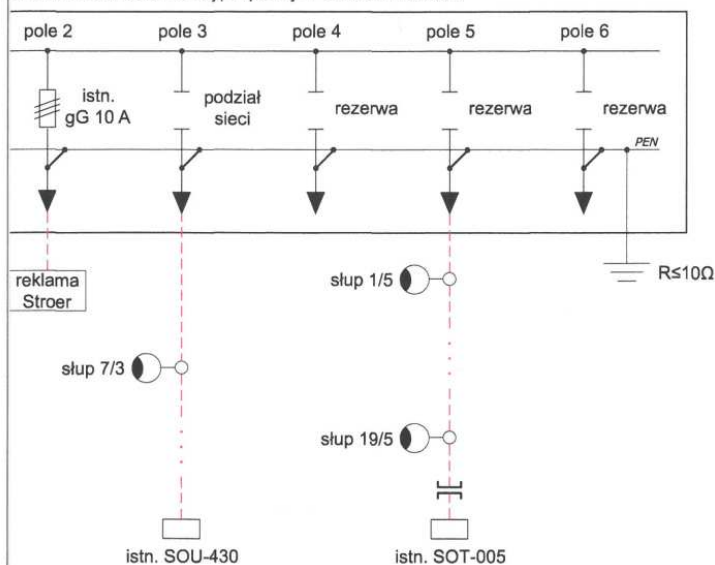 pole 2
pole 3
pole 4
pole 5
pole 6
istn.
gG 10 A
podział
sieci
rezerwa
rezerwa
rezerwa
PEN
reklama
Stroer
słup 1/5
R≤10Ω
słup 7/3
słup 19/5
istn. SOU-430
istn. SOT-005